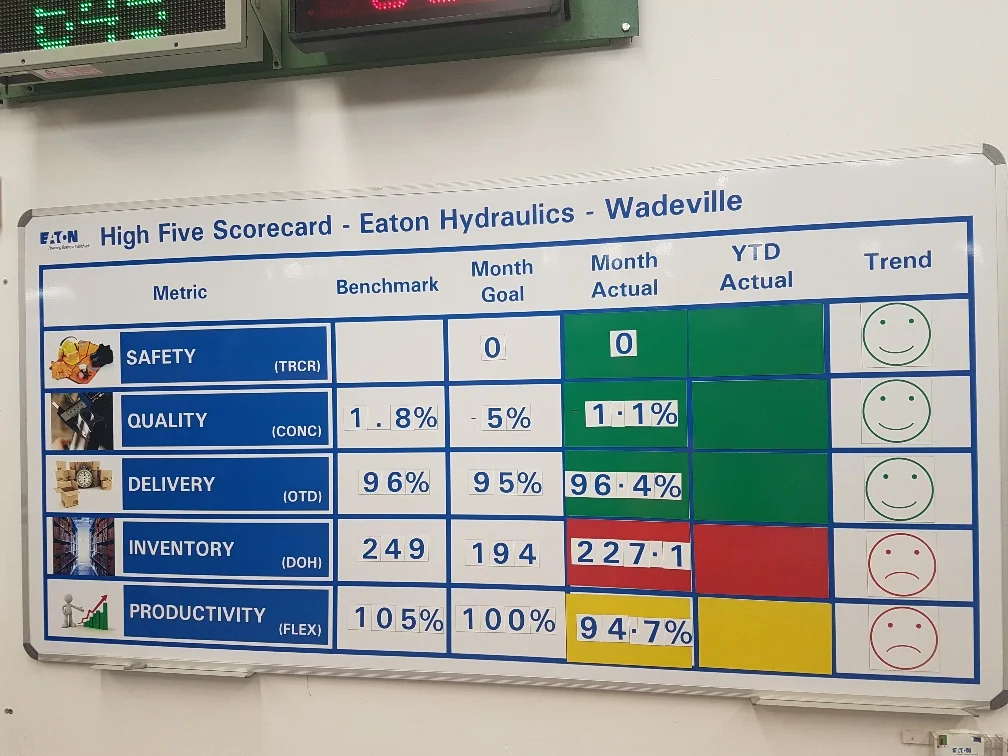 EATON
High Five Scorecard - Eaton Hydraulics - Wadeville
Metric
Benchmark
Month
Goal
Month
Actual
YTD
Actual
Trend
SAFETY
(TRCR)
0
0
QUALITY
(CONC)
1.8%
-5%
-1.1%
DELIVERY
(OTD)
96%
95%
96.4%
INVENTORY
(DOH)
249
194
227.1
PRODUCTIVITY
(FLEX)
105%
100%
94.7%
EATON